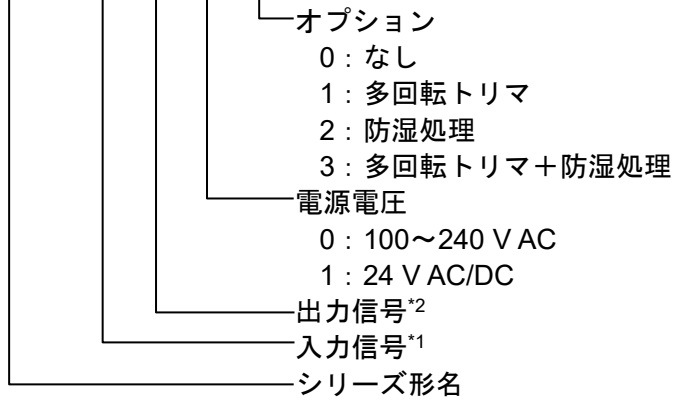 オプション
0：なし
1：多回転トリマ
2：防湿処理
3：多回転トリマ＋防湿処理
電源電圧
0：100～240 V AC
1：24 V AC/DC
出力信号*2
入力信号*1
シリーズ形名